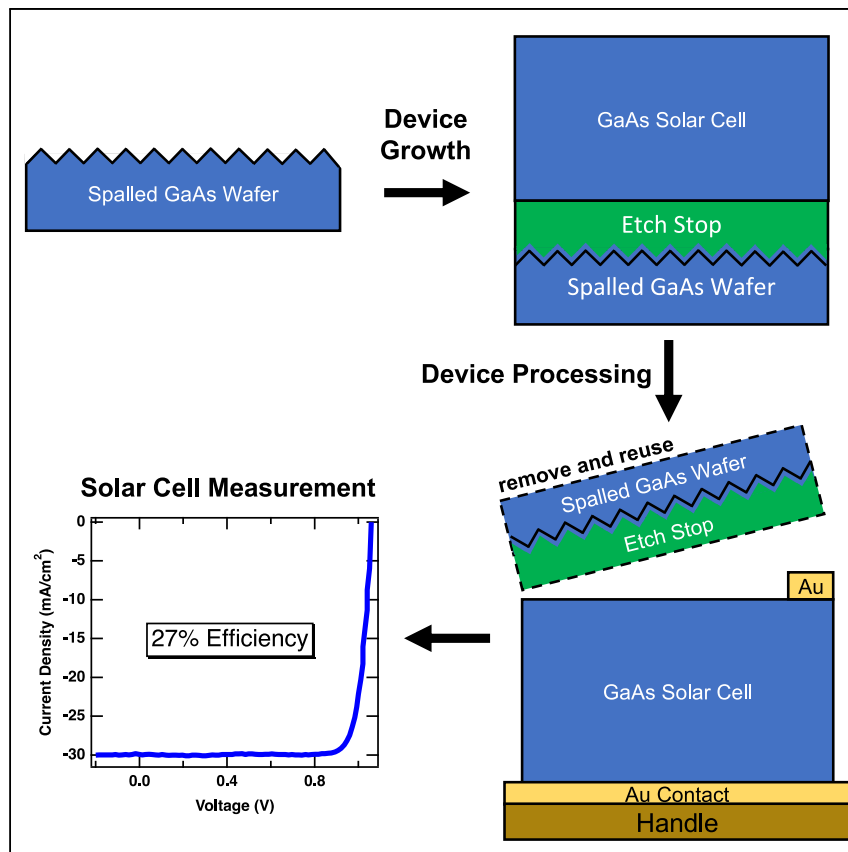 Spalled GaAs Wafer
Device
Growth
GaAs Solar Cell
Etch Stop
Spalled GaAs Wafer
Device Processing
remove and reuse
Spalled GaAs Wafer
Etch Stop
Au
GaAs Solar Cell
Au Contact
Handle
Solar Cell Measurement
Current Density (mA/cm²)
0
-5
-10
-15
-20
-25
-30
27% Efficiency
0.0 0.4 0.8
Voltage (V)